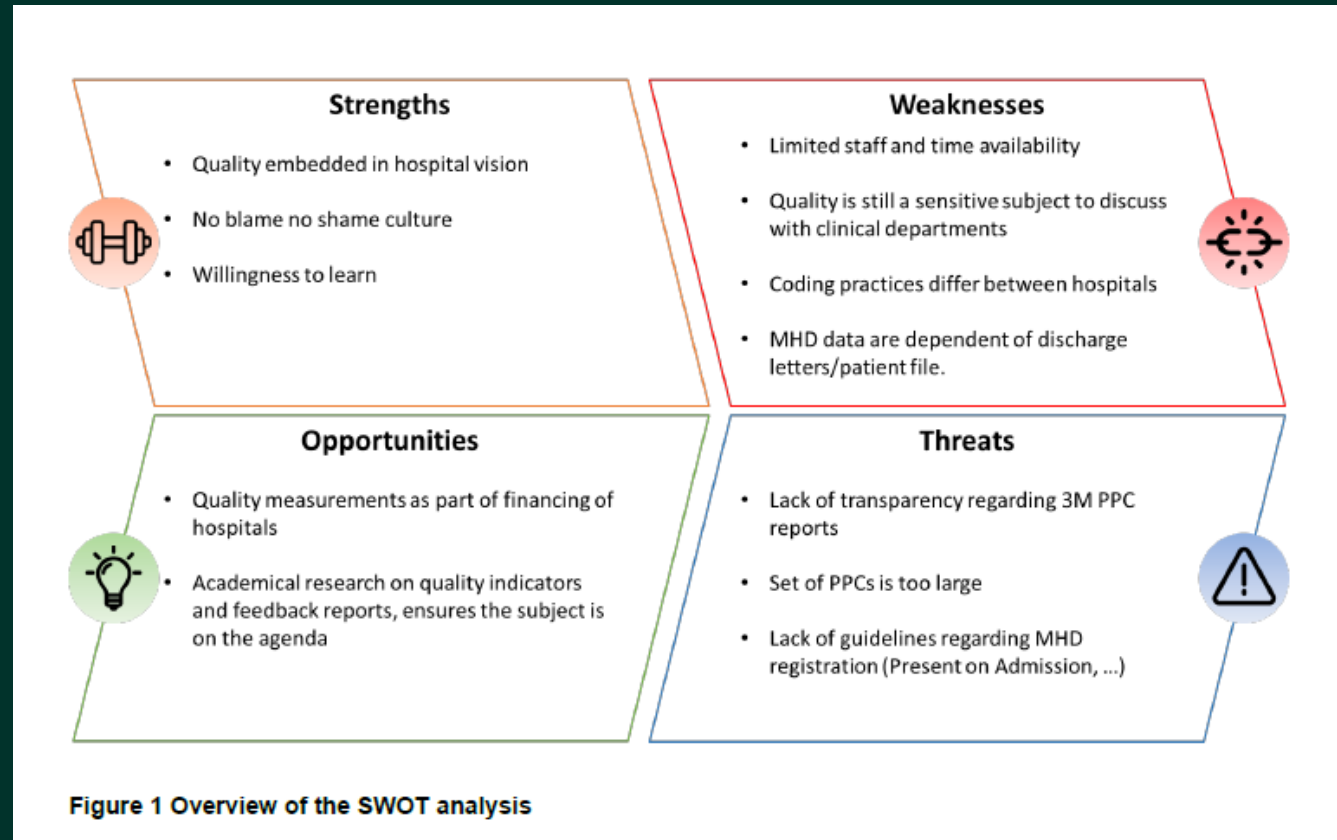 Strengths
• Quality embedded in hospital vision
• No blame no shame culture
• Willingness to learn
Weaknesses
• Limited staff and time availability
• Quality is still a sensitive subject to discuss
with clinical departments
• Coding practices differ between hospitals
• MHD data are dependent of discharge
letters/patient file.
Opportunities
• Quality measurements as part of financing of
hospitals
• Academical research on quality indicators
and feedback reports, ensures the subject is
on the agenda
Threats
• Lack of transparency regarding 3M PPC
reports
• Set of PPCs is too large
• Lack of guidelines regarding MHD
registration (Present on Admission, ...)
Figure 1 Overview of the SWOT analysis